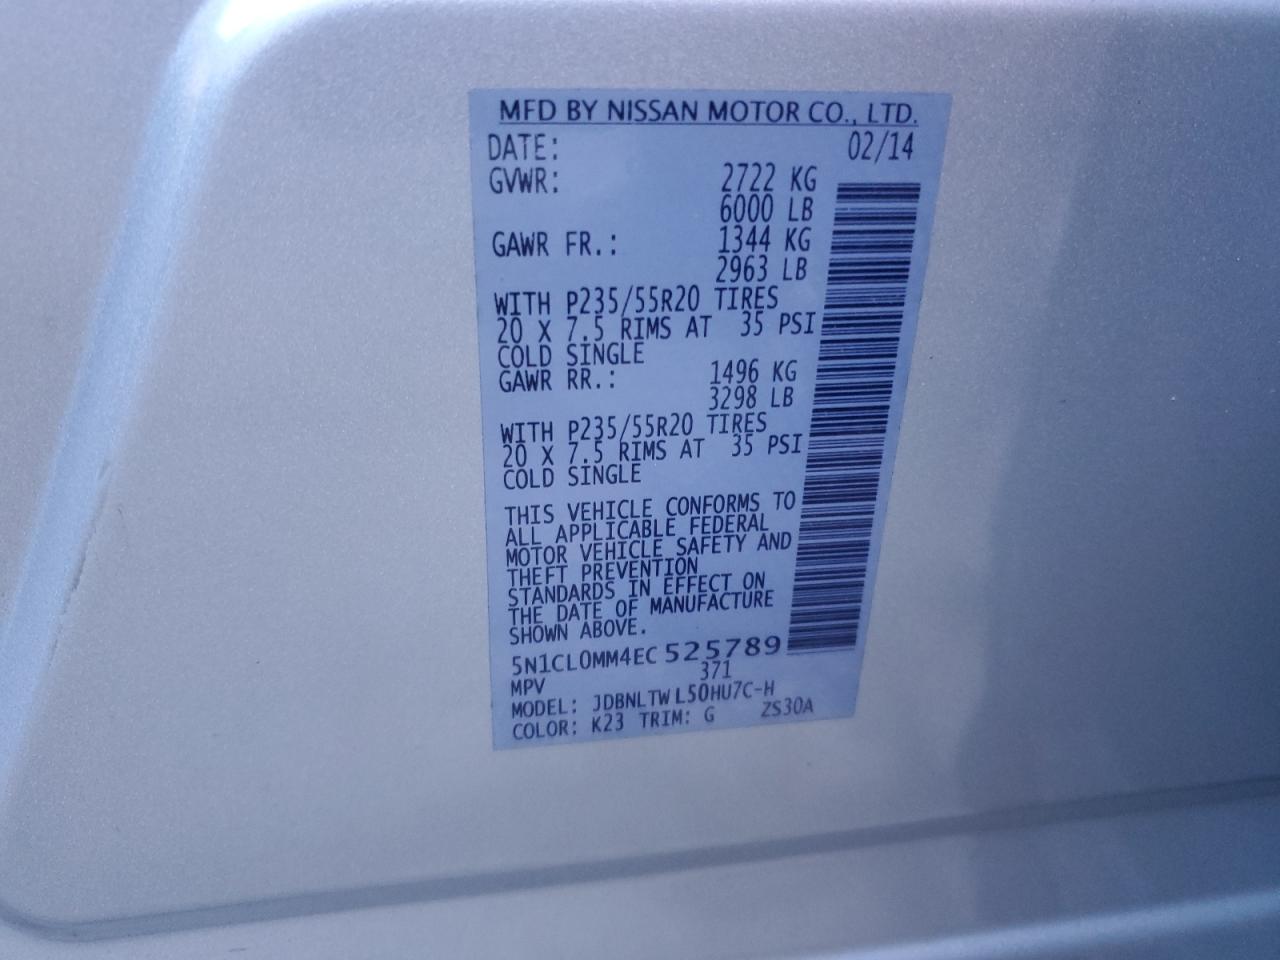 MFD BY NISSAN MOTOR CO., LTD.
DATE: 02/14
GVWR: 2722 KG
6000 LB
GAWR FR.: 1344 KG
2963 LB
WITH P235/55R20 TIRES
20 X 7.5 RIMS AT 35 PSI
COLD SINGLE
GAWR RR.: 1496 KG
3298 LB
WITH P235/55R20 TIRES
20 X 7.5 RIMS AT 35 PSI
COLD SINGLE
THIS VEHICLE CONFORMS TO
ALL APPLICABLE FEDERAL
MOTOR VEHICLE SAFETY AND
THEFT PREVENTION
STANDARDS IN EFFECT ON
THE DATE OF MANUFACTURE
SHOWN ABOVE.
5N1CL0MM4EC525789
MPV 371
MODEL: JDBNLTWL50HU7C-H
COLOR: K23 TRIM: G ZS30A